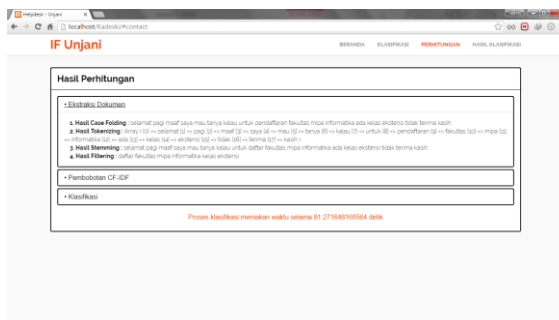 Helpdesk - Unjani
localhost/Kadeski/#contact
IF Unjani
BERANDA KLASIFIKASI PERHITUNGAN HASIL KLASIFIKASI
Hasil Perhitungan
• Ekstraksi Dokumen
1. Hasil Case Folding : selamat pagi maaf saya mau tanya kalau untuk pendaftaran fakultas mipa informatika ada kelas ekstensi tidak terima kasih
2. Hasil Tokenizing : Array ( [0] => selamat [1] => pagi [2] => maaf [3] => saya [4] => mau [5] => tanya [6] => kalau [7] => untuk [8] => pendaftaran [9] => fakultas [10] => mipa [11]
=> informatika [12] => ada [13] => kelas [14] => ekstensi [15] => tidak [16] => terima [17] => kasih )
3. Hasil Stemming : selamat pagi maaf saya mau tanya kalau untuk daftar fakultas mipa informatika ada kelas ekstensi tidak terima kasih
4. Hasil Filtering : daftar fakultas mipa informatika kelas ekstensi
• Pembobotan CF-IDF
• Klasifikasi
Proses klasifikasi memakan waktu selama 81.271648168564 detik